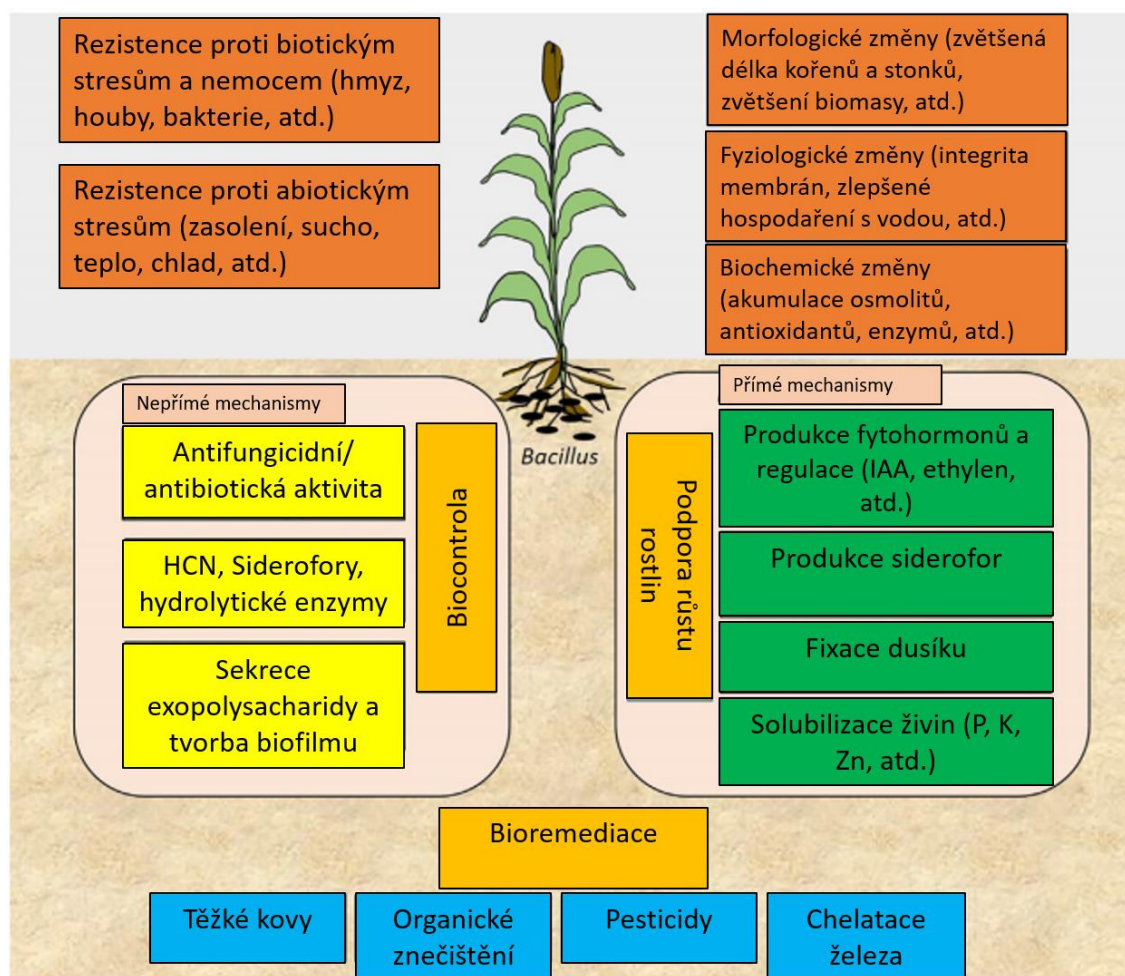 Rezistence proti biotickým
stresům a nemocem (hmyz,
houby, bakterie, atd.)
Rezistence proti abiotickým
stresům (zasolení, sucho,
teplo, chlad, atd.)
Morfologické změny (zvětšená
délka kořenů a stonků,
zvětšení biomasy, atd.)
Fyziologické změny (integrita
membrán, zlepšené
hospodaření s vodou, atd.)
Biochemické změny
(akumulace osmolitů,
antioxidantů, enzymů, atd.)
Nepřímé mechanismy
Antifungicidní/
antibiotická aktivita
HCN, Siderofory,
hydrolytické enzymy
Sekrece
exopolysacharidy a
tvorba biofilmu
Biocontrola
Bacillus
Přímé mechanismy
Podpora růstu
rostlin
Produkce fytohormonů a
regulace (IAA, ethylen,
atd.)
Produkce siderofor
Fixace dusíku
Solubilizace živin (P, K,
Zn, atd.)
Bioremediace
Těžké kovy
Organické
znečištění
Pesticidy
Chelatace
železa